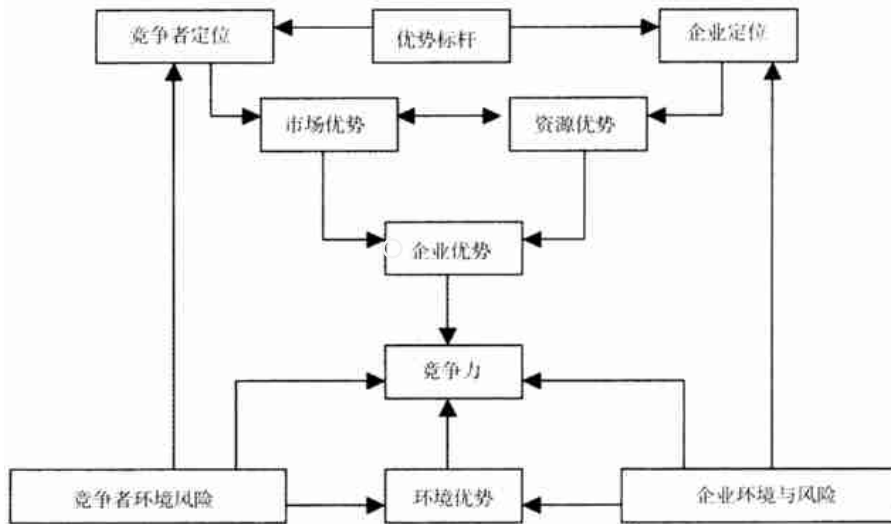 竞争者定位
优势标杆
企业定位
市场优势
资源优势
企业优势
竞争力
竞争者环境风险
环境优势
企业环境与风险